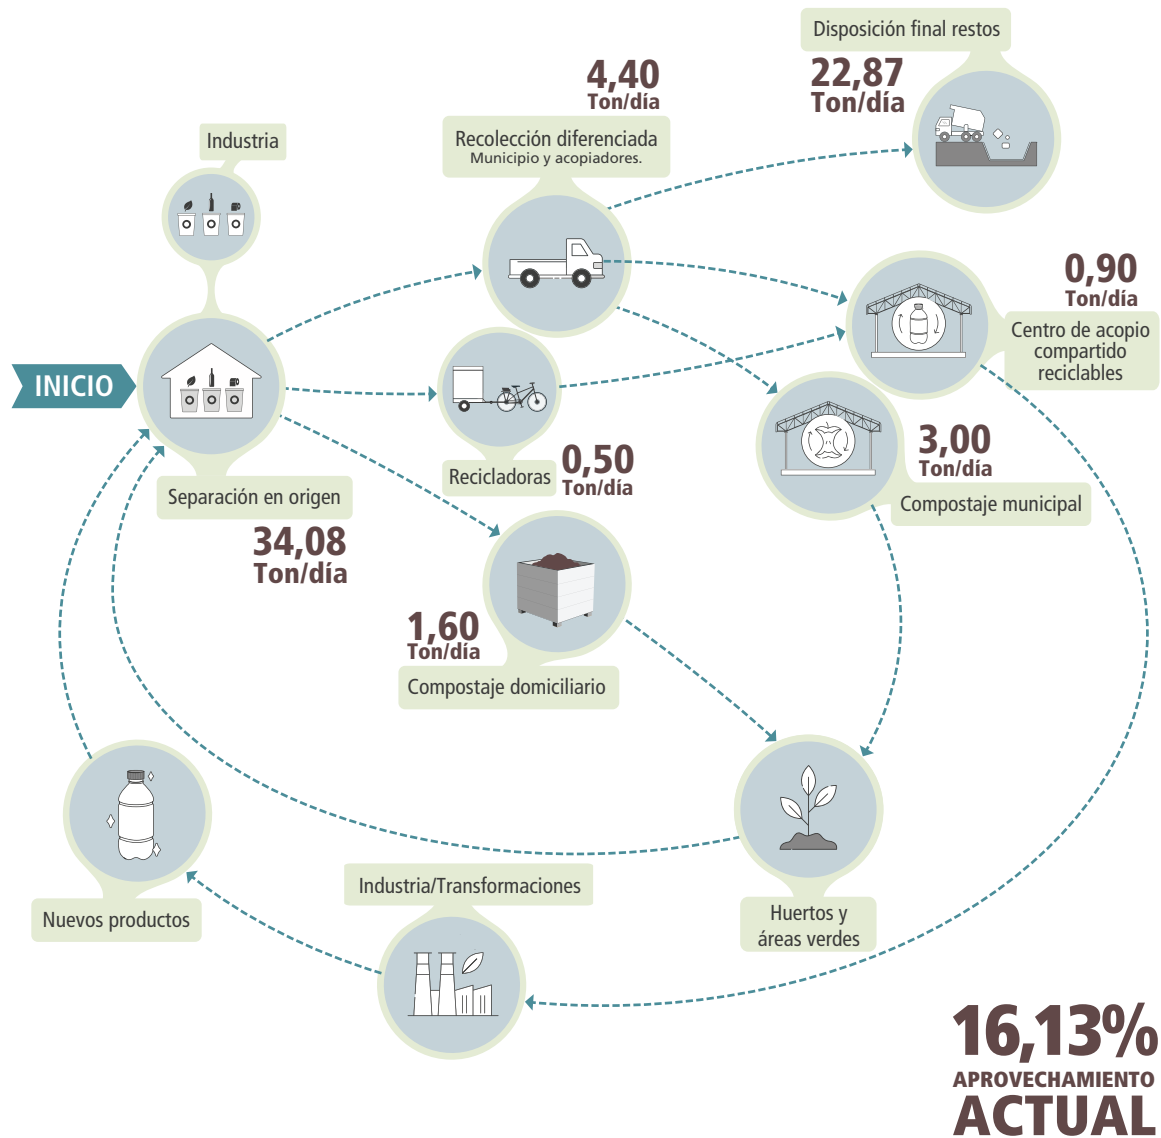 Disposición final restos
22,87
Ton/día
4,40
Ton/día
Recolección diferenciada
Municipio y acopiadores.
Industria
0,90
Ton/día
Centro de acopio
compartido
reciclables
INICIO
3,00
Ton/día
Compostaje municipal
Recicladoras
0,50
Ton/día
Separación en origen
34,08
Ton/día
1,60
Ton/día
Compostaje domiciliario
Industria/Transformaciones
Nuevos productos
Huertos y
áreas verdes
16,13%
APROVECHAMIENTO
ACTUAL